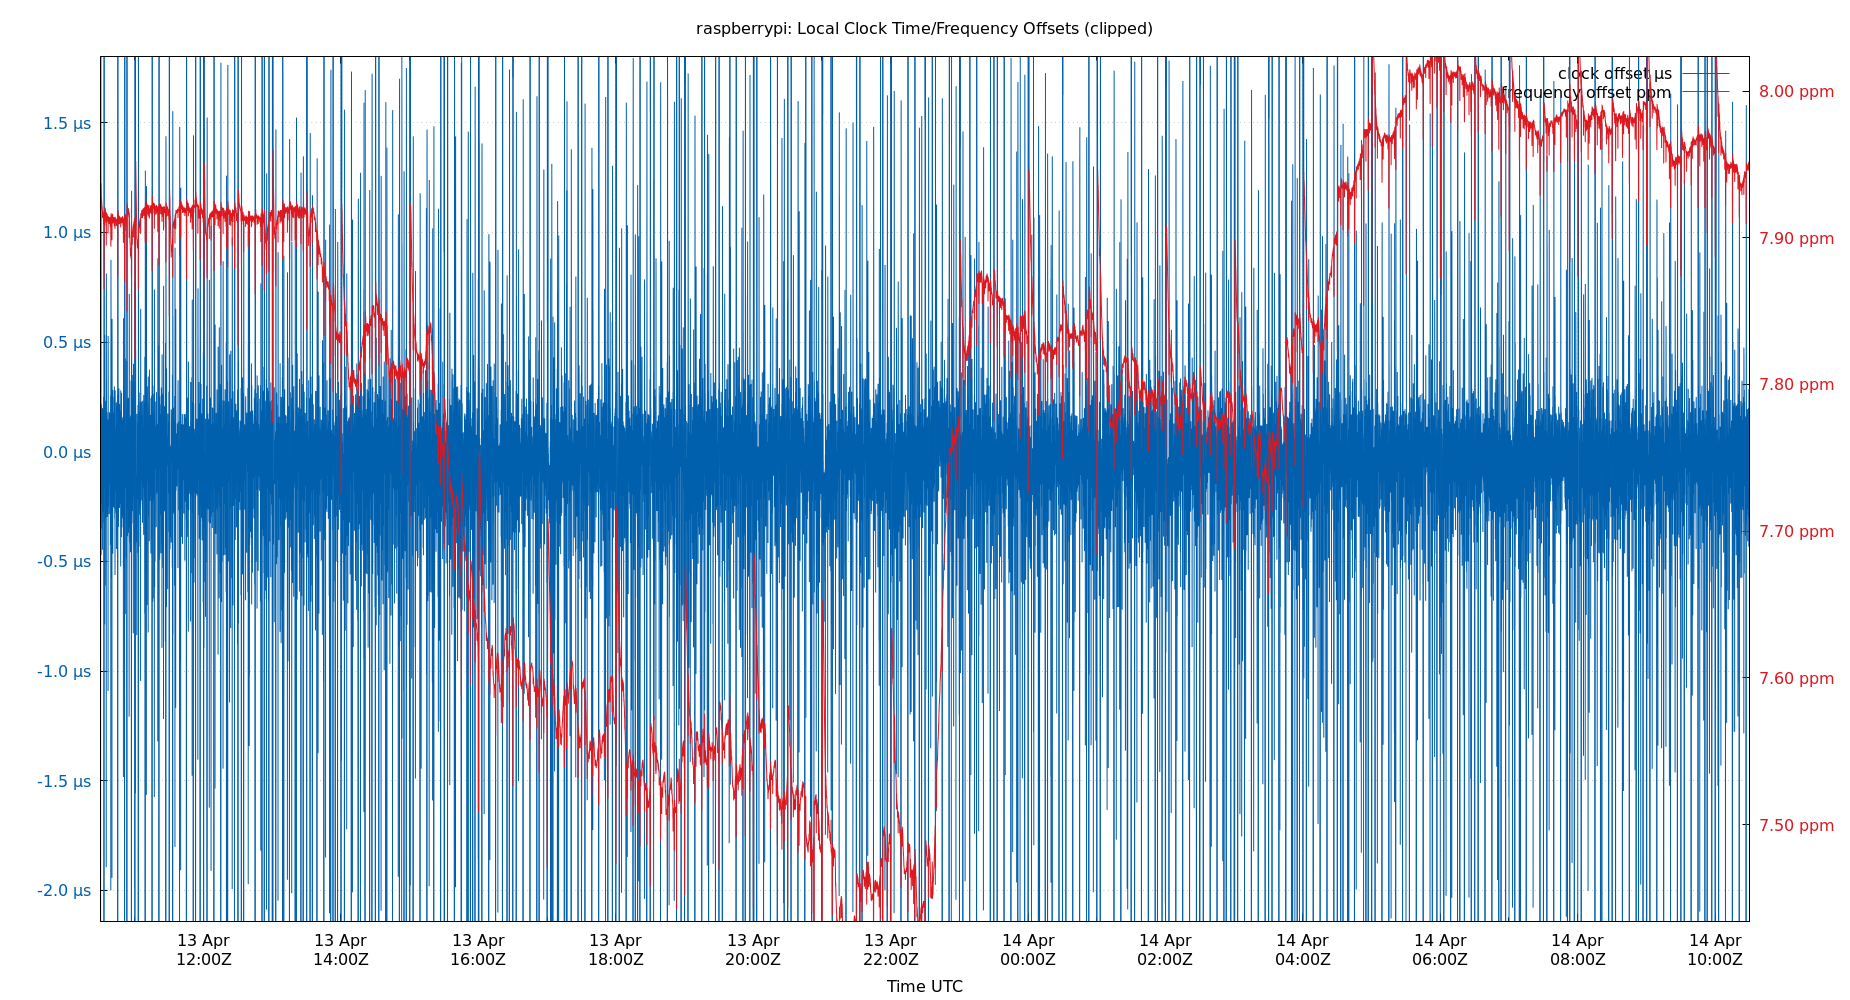 raspberrypi: Local Clock Time/Frequency Offsets (clipped)
clock offset µs
frequency offset ppm
1.5 µs
1.0 µs
0.5 µs
0.0 µs
-0.5 µs
-1.0 µs
-1.5 µs
-2.0 µs
8.00 ppm
7.90 ppm
7.80 ppm
7.70 ppm
7.60 ppm
7.50 ppm
13 Apr 13 Apr 13 Apr 13 Apr 13 Apr 13 Apr 14 Apr 14 Apr 14 Apr 14 Apr 14 Apr 14 Apr
12:00Z 14:00Z 16:00Z 18:00Z 20:00Z 22:00Z 00:00Z 02:00Z 04:00Z 06:00Z 08:00Z 10:00Z
Time UTC